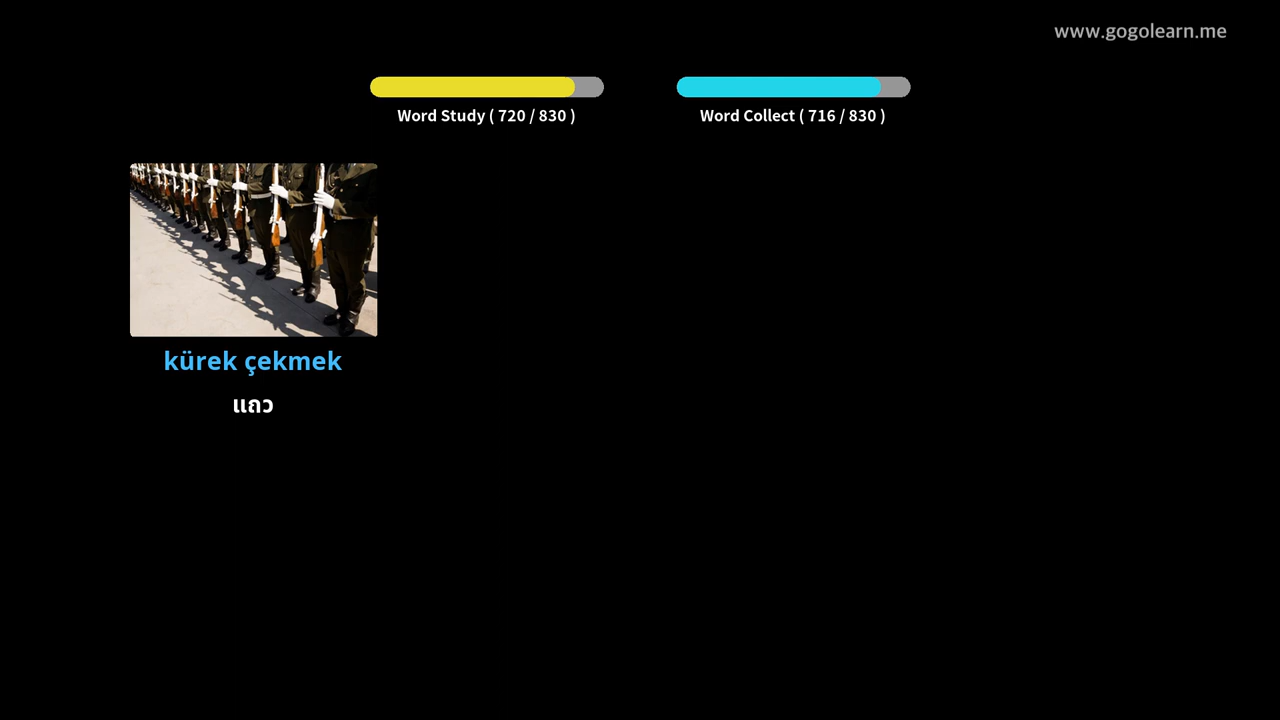 www.gogolearn.me
Word Study ( 720 / 830 )
Word Collect ( 716 / 830 )
kürek çekmek
แถว